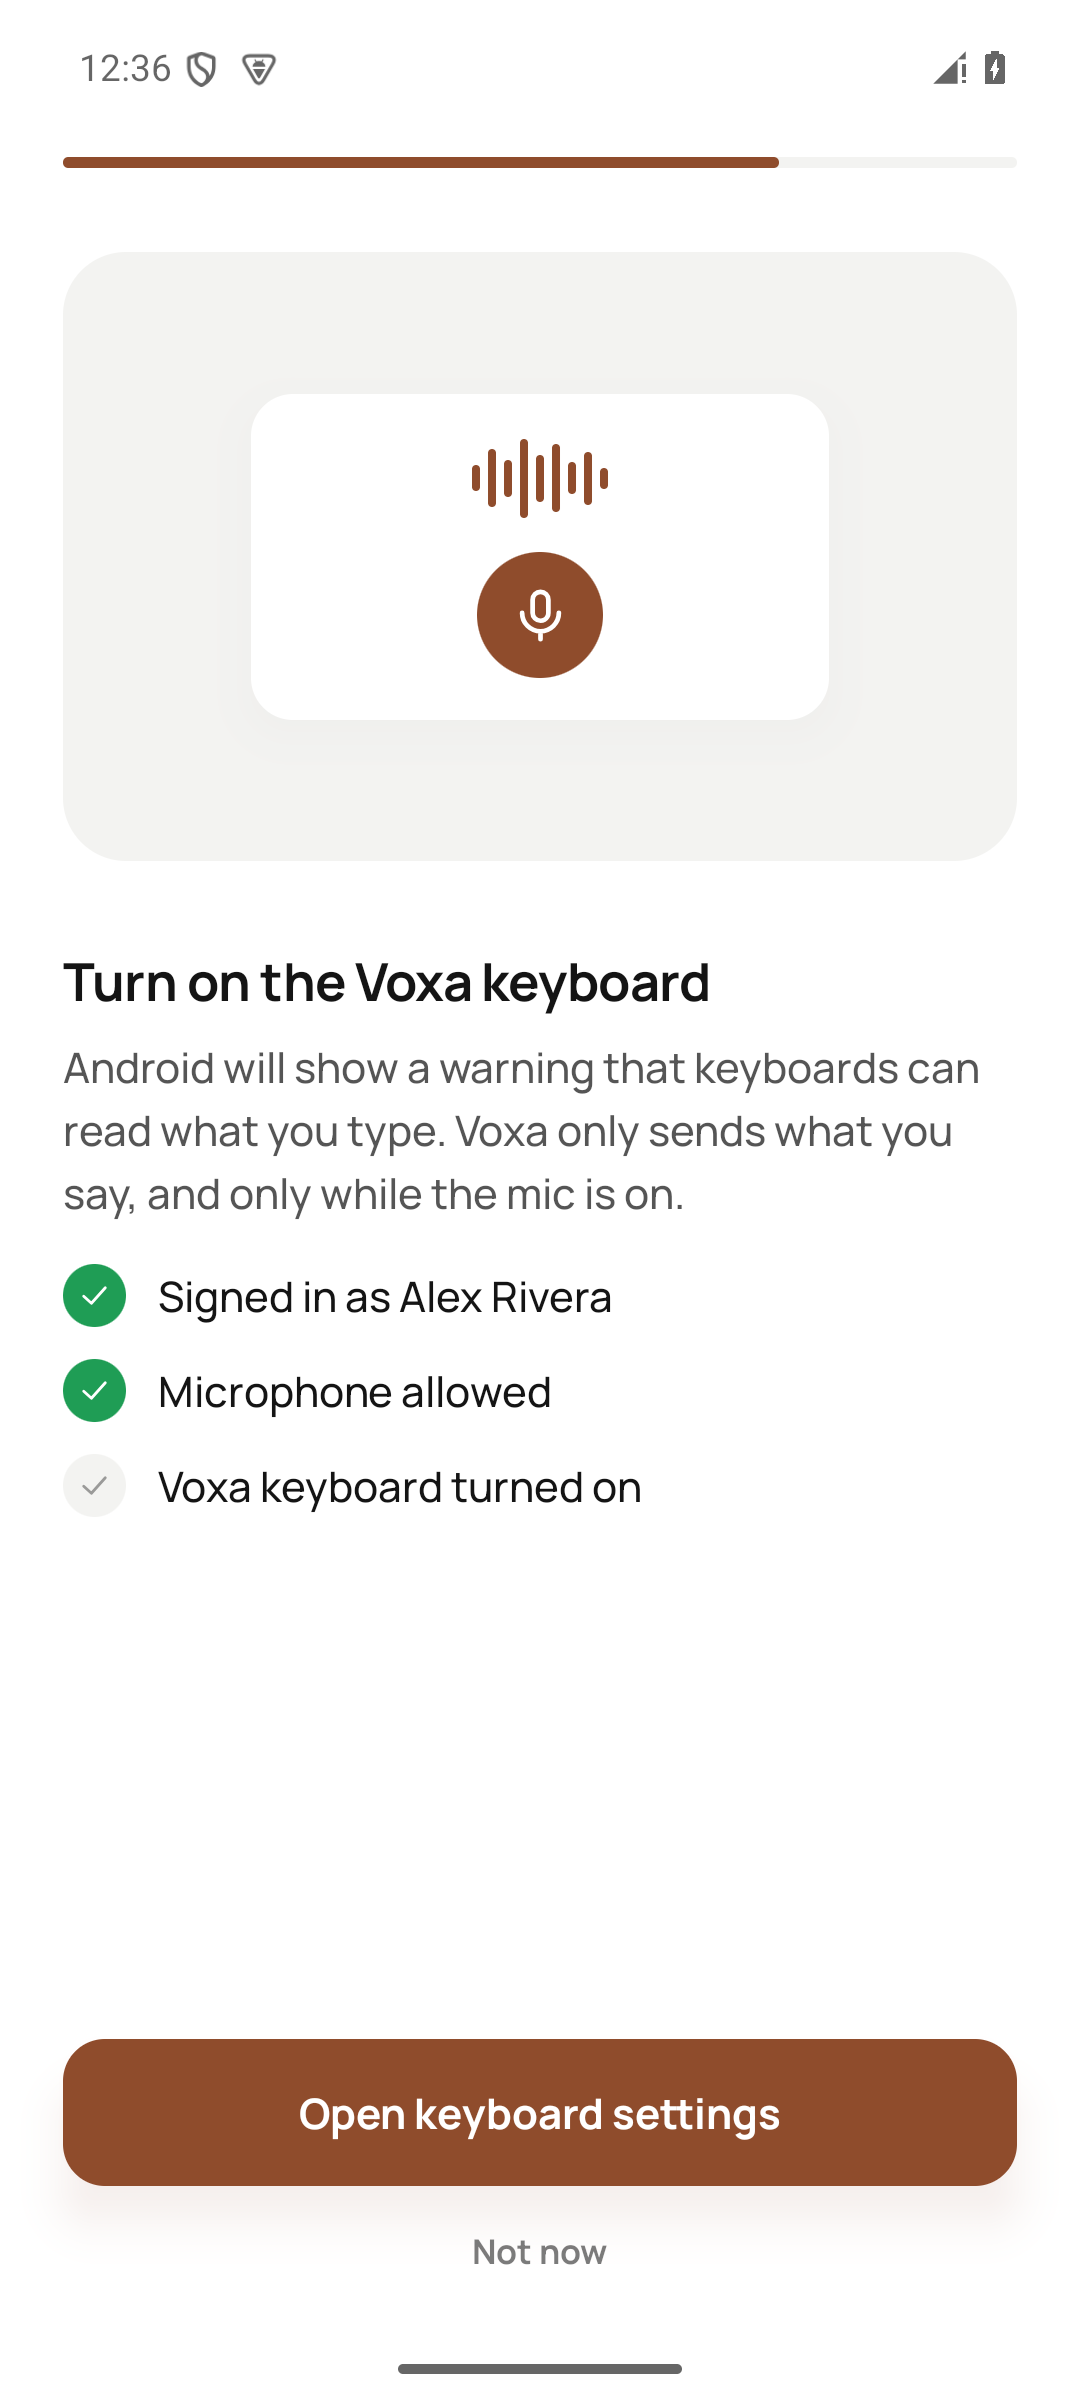 12:36
Turn on the Voxa keyboard
Android will show a warning that keyboards can
read what you type. Voxa only sends what you
say, and only while the mic is on.
Signed in as Alex Rivera
Microphone allowed
Voxa keyboard turned on
Open keyboard settings
Not now